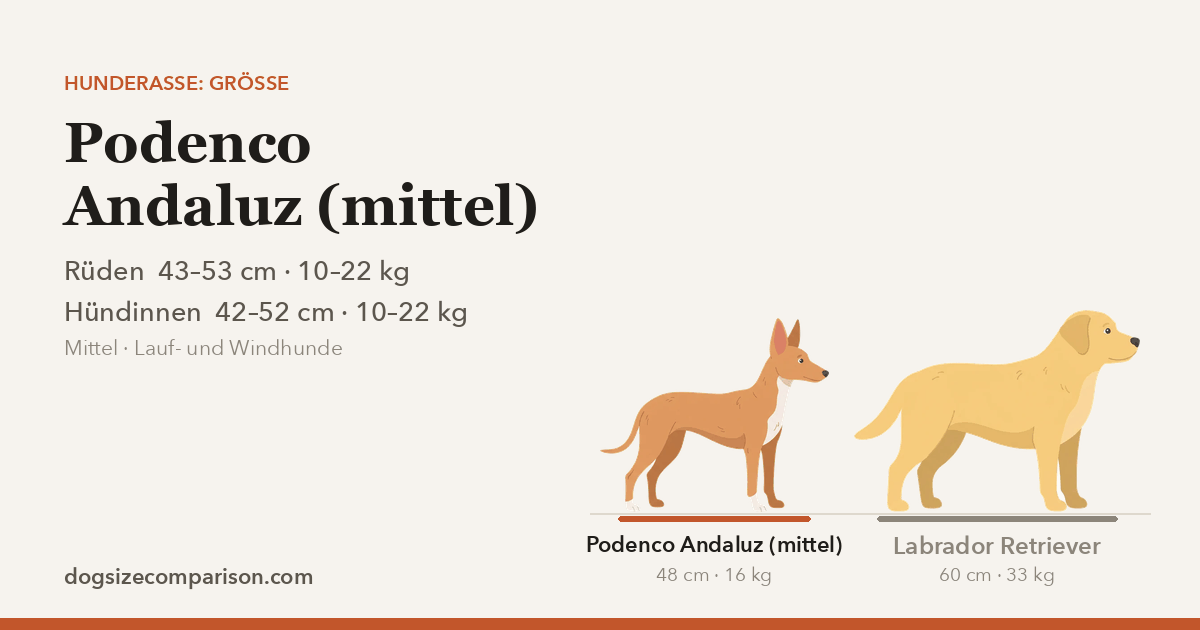 HUNDERASSE: GRÖSSE
Podenco
Andaluz (mittel)
Rüden 43–53 cm · 10–22 kg
Hündinnen 42–52 cm · 10–22 kg
Mittel · Lauf- und Windhunde
Podenco Andaluz (mittel)
48 cm · 16 kg
Labrador Retriever
60 cm · 33 kg
dogsizecomparison.com